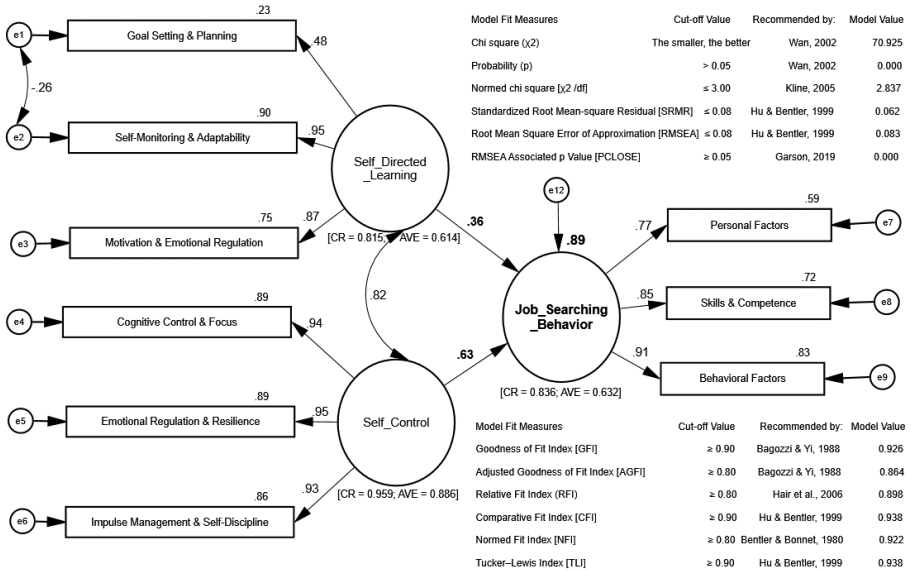 Model Fit Measures Cut-off Value Recommended by: Model Value
Chi square (χ2) The smaller, the better Wan, 2002 70.925
Probability (p) > 0.05 Wan, 2002 0.000
Normed chi square [χ2 /df] ≤ 3.00 Kline, 2005 2.837
Standardized Root Mean-square Residual [SRMR] ≤ 0.08 Hu & Bentler, 1999 0.062
Root Mean Square Error of Approximation [RMSEA] ≤ 0.08 Hu & Bentler, 1999 0.083
RMSEA Associated p Value [PCLOSE] ≥ 0.05 Garson, 2019 0.000
.23
e1
Goal Setting & Planning
.48
-.26
.90
e2
Self-Monitoring & Adaptability
.95
Self_Directed
_Learning
.75
e3
Motivation & Emotional Regulation
.87
[CR = 0.815; AVE = 0.614]
.36
.82
.89
e4
Cognitive Control & Focus
.94
.63
.89
e5
Emotional Regulation & Resilience
.95
Self_Control
.86
e6
Impulse Management & Self-Discipline
.93
[CR = 0.959; AVE = 0.886]
e12
.89
Job_Searching
_Behavior
[CR = 0.836; AVE = 0.632]
.59
.77
Personal Factors
e7
.72
.85
Skills & Competence
e8
.83
.91
Behavioral Factors
e9
Model Fit Measures Cut-off Value Recommended by: Model Value
Goodness of Fit Index [GFI] ≥ 0.90 Bagozzi & Yi, 1988 0.926
Adjusted Goodness of Fit Index [AGFI] ≥ 0.80 Bagozzi & Yi, 1988 0.864
Relative Fit Index (RFI) ≥ 0.80 Hair et al., 2006 0.898
Comparative Fit Index [CFI] ≥ 0.90 Hu & Bentler, 1999 0.938
Normed Fit Index [NFI] ≥ 0.80 Bentler & Bonnet, 1980 0.922
Tucker–Lewis Index [TLI] ≥ 0.90 Hu & Bentler, 1999 0.938